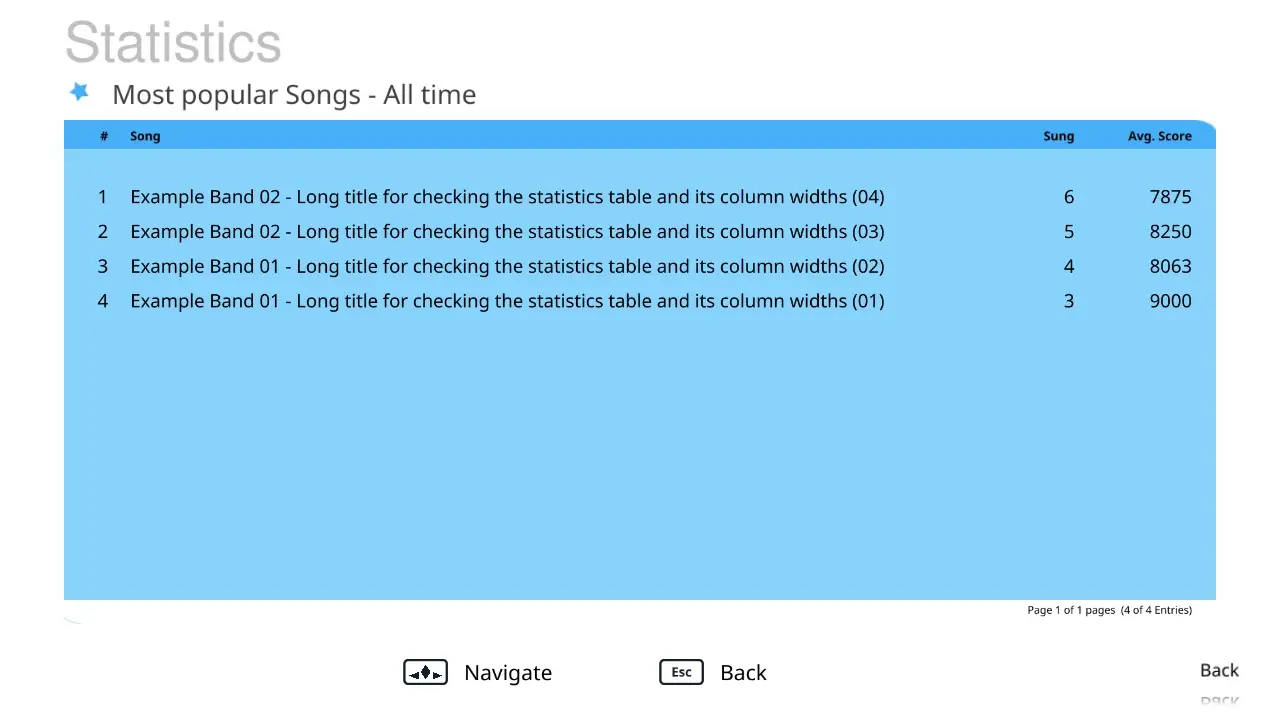 Statistics
Most popular Songs - All time
# Song Sung Avg. Score
1 Example Band 02 - Long title for checking the statistics table and its column widths (04) 6 7875
2 Example Band 02 - Long title for checking the statistics table and its column widths (03) 5 8250
3 Example Band 01 - Long title for checking the statistics table and its column widths (02) 4 8063
4 Example Band 01 - Long title for checking the statistics table and its column widths (01) 3 9000
Page 1 of 1 pages (4 of 4 Entries)
Navigate Esc Back Back